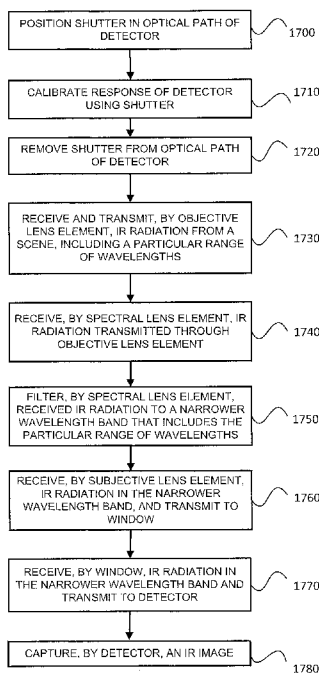 POSITION SHUTTER IN OPTICAL PATH OF
DETECTOR
1700
CALIBRATE RESPONSE OF DETECTOR
USING SHUTTER
1710
REMOVE SHUTTER FROM OPTICAL PATH
OF DETECTOR
1720
RECEIVE AND TRANSMIT, BY OBJECTIVE
LENS ELEMENT, IR RADIATION FROM A
SCENE, INCLUDING A PARTICULAR RANGE
OF WAVELENGTHS
1730
RECEIVE, BY SPECTRAL LENS ELEMENT, IR
RADIATION TRANSMITTED THROUGH
OBJECTIVE LENS ELEMENT
1740
FILTER, BY SPECTRAL LENS ELEMENT,
RECEIVED IR RADIATION TO A NARROWER
WAVELENGTH BAND THAT INCLUDES THE
PARTICULAR RANGE OF WAVELENGTHS
1750
RECEIVE, BY SUBJECTIVE LENS ELEMENT,
IR RADIATION IN THE NARROWER
WAVELENGTH BAND, AND TRANSMIT TO
WINDOW
1760
RECEIVE, BY WINDOW, IR RADIATION IN
THE NARROWER WAVELENGTH BAND AND
TRANSMIT TO DETECTOR
1770
CAPTURE, BY DETECTOR, AN IR IMAGE
1780